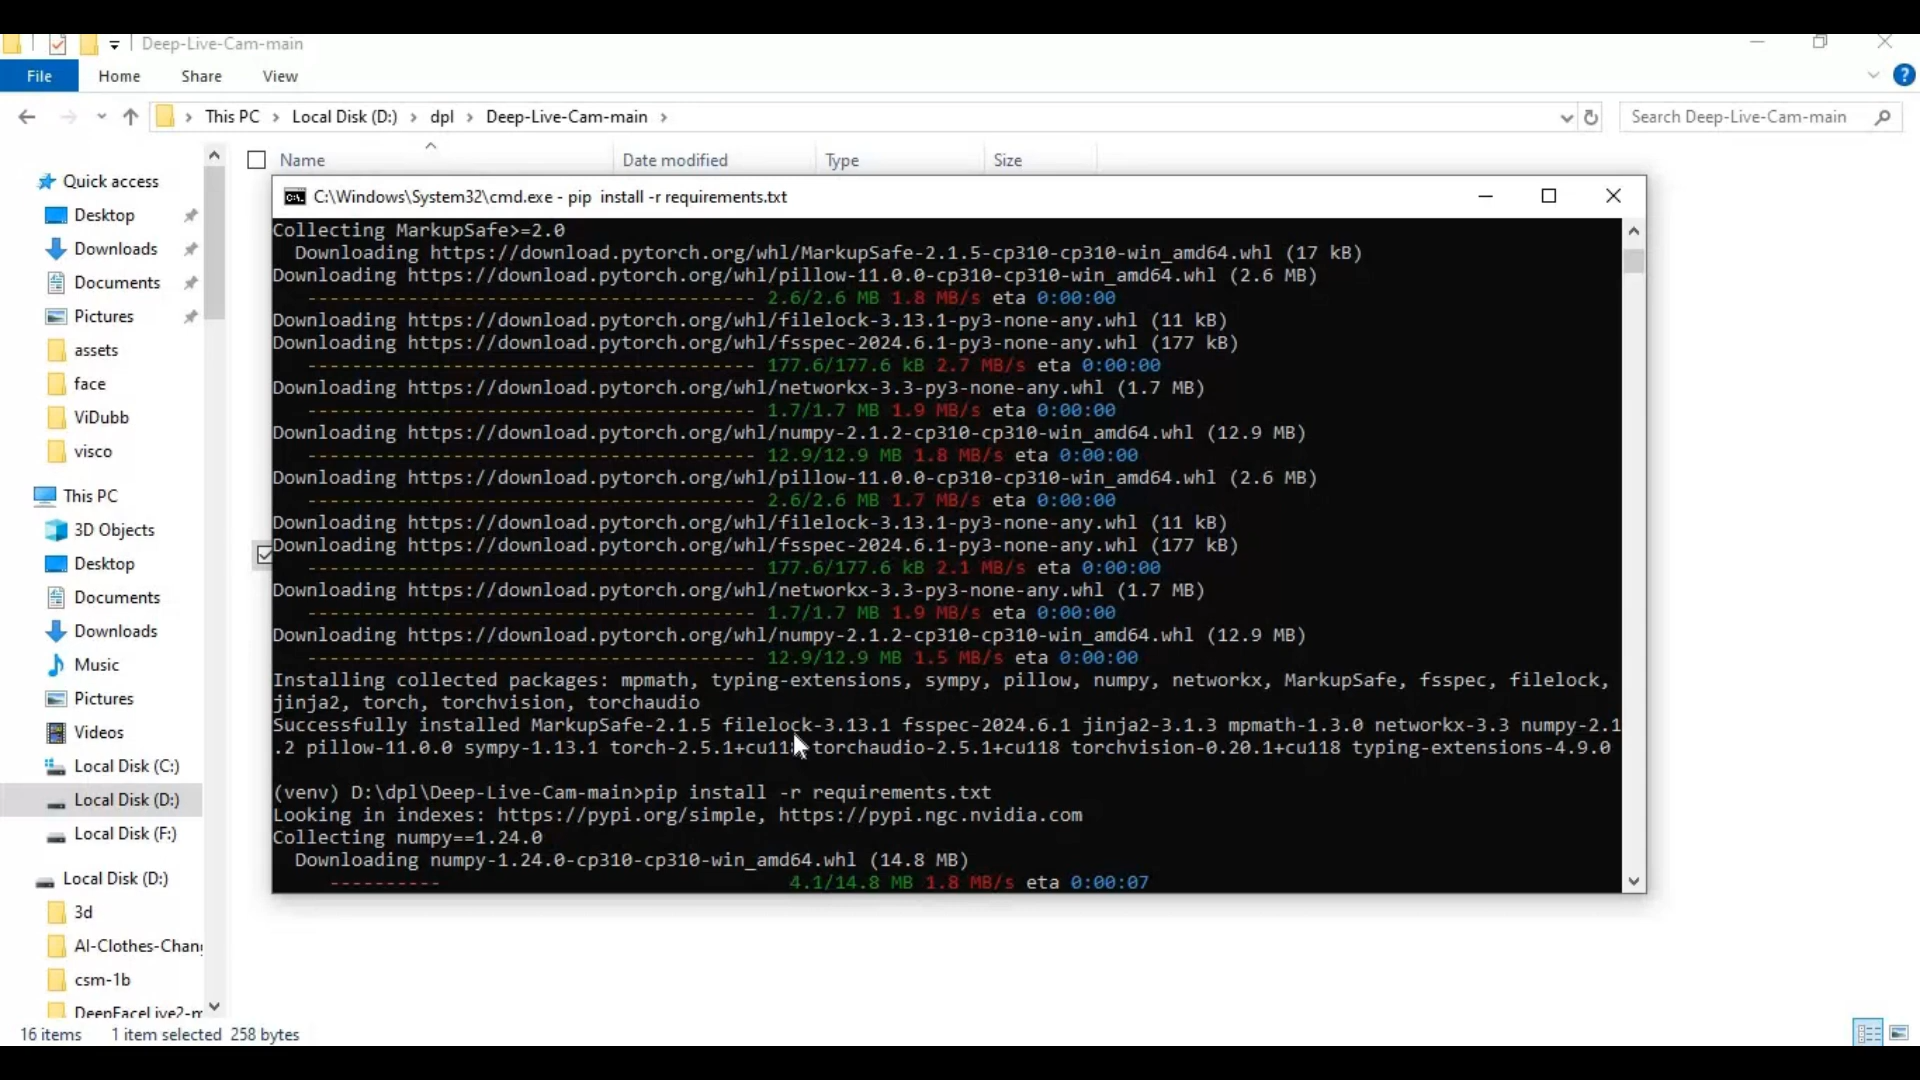 Deep-Live-Cam-main
File Home Share View
This PC > Local Disk (D:) > dpl > Deep-Live-Cam-main >
Search Deep-Live-Cam-main
Name Date modified Type Size
Quick access
Desktop
Downloads
Documents
Pictures
assets
face
ViDubb
visco
This PC
3D Objects
Desktop
Documents
Downloads
Music
Pictures
Videos
Local Disk (C:)
Local Disk (D:)
Local Disk (F:)
Local Disk (D:)
3d
AI-Clothes-Chang
csm-1b
DeepFaceLive2-m
C:\Windows\System32\cmd.exe - pip  install -r requirements.txt
Collecting MarkupSafe>=2.0
  Downloading https://download.pytorch.org/whl/MarkupSafe-2.1.5-cp310-cp310-win_amd64.whl (17 kB)
Downloading https://download.pytorch.org/whl/pillow-11.0.0-cp310-cp310-win_amd64.whl (2.6 MB)
---------------------------------------- 2.6/2.6 MB 1.8 MB/s eta 0:00:00
Downloading https://download.pytorch.org/whl/filelock-3.13.1-py3-none-any.whl (11 kB)
Downloading https://download.pytorch.org/whl/fsspec-2024.6.1-py3-none-any.whl (177 kB)
---------------------------------------- 177.6/177.6 kB 2.7 MB/s eta 0:00:00
Downloading https://download.pytorch.org/whl/networkx-3.3-py3-none-any.whl (1.7 MB)
---------------------------------------- 1.7/1.7 MB 1.9 MB/s eta 0:00:00
Downloading https://download.pytorch.org/whl/numpy-2.1.2-cp310-cp310-win_amd64.whl (12.9 MB)
---------------------------------------- 12.9/12.9 MB 1.8 MB/s eta 0:00:00
Downloading https://download.pytorch.org/whl/pillow-11.0.0-cp310-cp310-win_amd64.whl (2.6 MB)
---------------------------------------- 2.6/2.6 MB 1.7 MB/s eta 0:00:00
Downloading https://download.pytorch.org/whl/filelock-3.13.1-py3-none-any.whl (11 kB)
Downloading https://download.pytorch.org/whl/fsspec-2024.6.1-py3-none-any.whl (177 kB)
---------------------------------------- 177.6/177.6 kB 2.1 MB/s eta 0:00:00
Downloading https://download.pytorch.org/whl/networkx-3.3-py3-none-any.whl (1.7 MB)
---------------------------------------- 1.7/1.7 MB 1.9 MB/s eta 0:00:00
Downloading https://download.pytorch.org/whl/numpy-2.1.2-cp310-cp310-win_amd64.whl (12.9 MB)
---------------------------------------- 12.9/12.9 MB 1.5 MB/s eta 0:00:00
Installing collected packages: mpmath, typing-extensions, sympy, pillow, numpy, networkx, MarkupSafe, fsspec, filelock,
jinja2, torch, torchvision, torchaudio
Successfully installed MarkupSafe-2.1.5 filelock-3.13.1 fsspec-2024.6.1 jinja2-3.1.3 mpmath-1.3.0 networkx-3.3 numpy-2.1
.2 pillow-11.0.0 sympy-1.13.1 torch-2.5.1+cu118 torchaudio-2.5.1+cu118 torchvision-0.20.1+cu118 typing-extensions-4.9.0
(venv) D:\dpl\Deep-Live-Cam-main>pip install -r requirements.txt
Looking in indexes: https://pypi.org/simple, https://pypi.ngc.nvidia.com
Collecting numpy==1.24.0
  Downloading numpy-1.24.0-cp310-cp310-win_amd64.whl (14.8 MB)
---------- 4.1/14.8 MB 1.8 MB/s eta 0:00:07
16 items 1 item selected 258 bytes